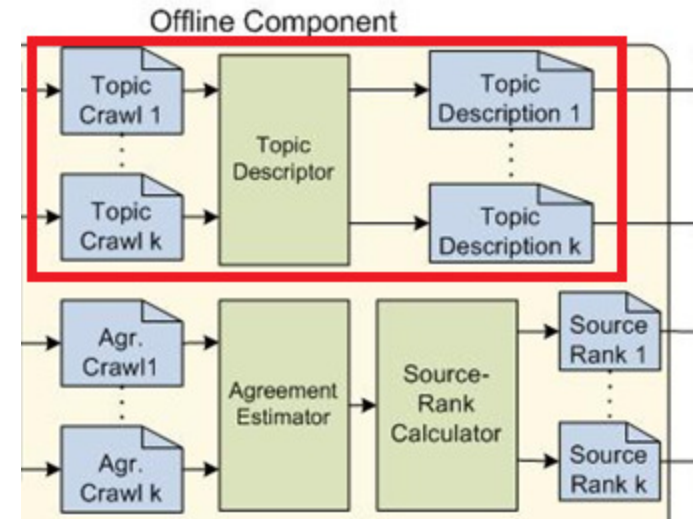 Offline Component
Topic
Crawl 1
Topic
Descriptor
Topic
Description 1
Topic
Crawl k
Topic
Description k
Agr.
Crawl1
Agreement
Estimator
Source-
Rank
Calculator
Source
Rank 1
Agr.
Crawl k
Source
Rank k